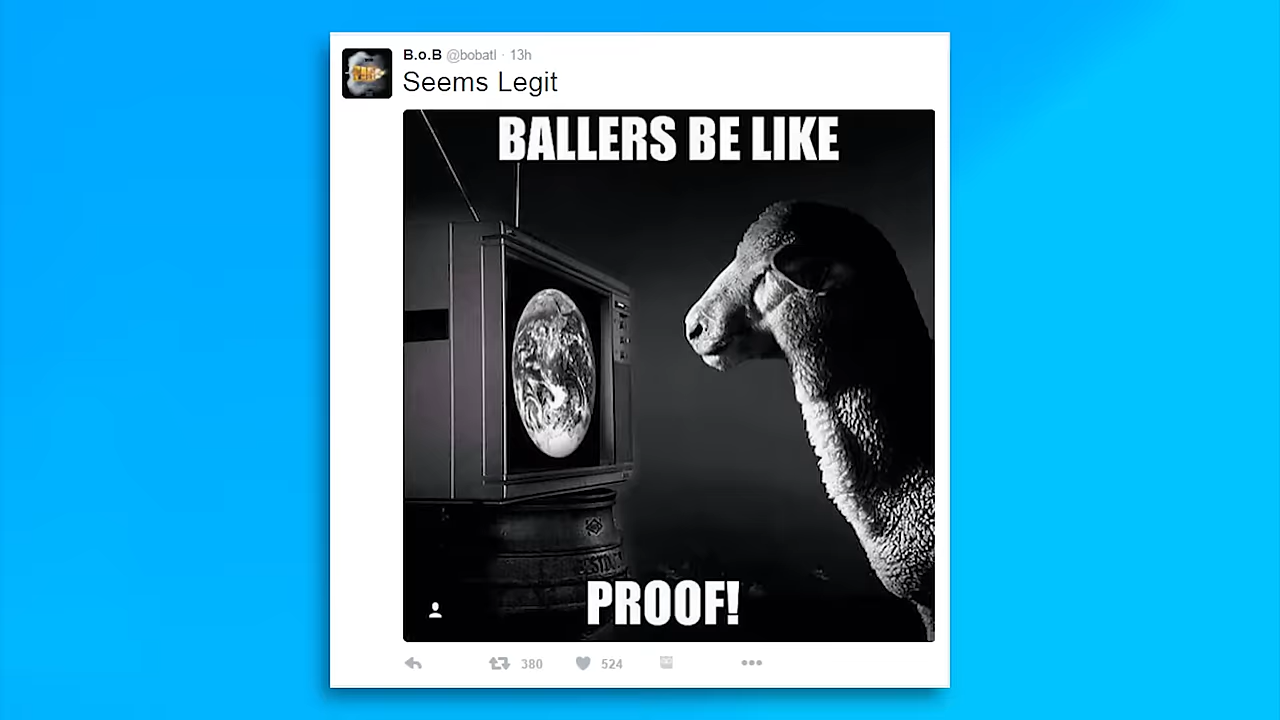 B.o.B @bobatl · 13h
Seems Legit
BALLERS BE LIKE
PROOF!
380 524